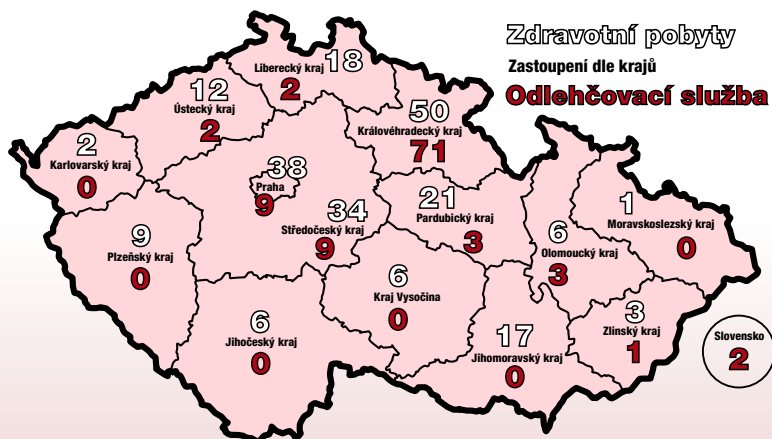 Zdravotní pobyty
Zastoupení dle krajů
Odlehčovací služba
18
Liberecký kraj
2
12
Ústecký kraj
2
50
Královéhradecký kraj
71
2
Karlovarský kraj
0
38
Praha
9
34
Středočeský kraj
9
21
Pardubický kraj
3
1
Moravskoslezský kraj
0
9
Plzeňský kraj
0
6
Olomoucký kraj
3
6
Kraj Vysočina
0
6
Jihočeský kraj
0
17
Jihomoravský kraj
0
3
Zlínský kraj
1
Slovensko
2